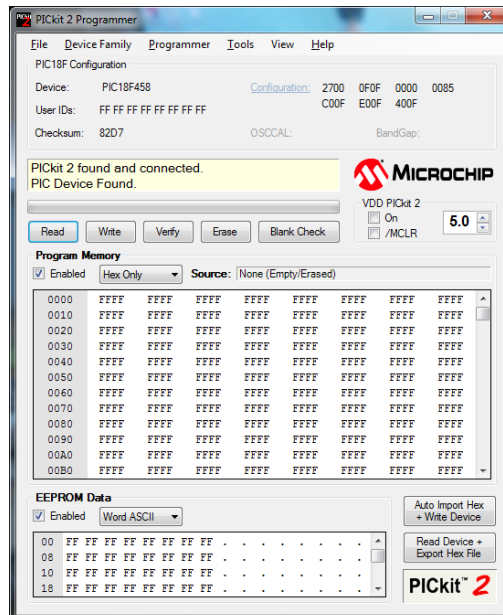 PICkit 2 Programmer
File Device Family Programmer Tools View Help
PIC18F Configuration
Device: PIC18F458 Configuration: 2700 0F0F 0000 0085
C00F E00F 400F
User IDs: FF FF FF FF FF FF FF FF
Checksum: 82D7 OSCCAL: BandGap:
PICkit 2 found and connected.
PIC Device Found.
MICROCHIP
VDD PICkit 2
On
/MCLR
5.0
Read Write Verify Erase Blank Check
Program Memory
Enabled Hex Only Source: None (Empty/Erased)
0000 FFFF FFFF FFFF FFFF FFFF FFFF FFFF FFFF
0010 FFFF FFFF FFFF FFFF FFFF FFFF FFFF FFFF
0020 FFFF FFFF FFFF FFFF FFFF FFFF FFFF FFFF
0030 FFFF FFFF FFFF FFFF FFFF FFFF FFFF FFFF
0040 FFFF FFFF FFFF FFFF FFFF FFFF FFFF FFFF
0050 FFFF FFFF FFFF FFFF FFFF FFFF FFFF FFFF
0060 FFFF FFFF FFFF FFFF FFFF FFFF FFFF FFFF
0070 FFFF FFFF FFFF FFFF FFFF FFFF FFFF FFFF
0080 FFFF FFFF FFFF FFFF FFFF FFFF FFFF FFFF
0090 FFFF FFFF FFFF FFFF FFFF FFFF FFFF FFFF
00A0 FFFF FFFF FFFF FFFF FFFF FFFF FFFF FFFF
00B0 FFFF FFFF FFFF FFFF FFFF FFFF FFFF FFFF
EEPROM Data
Enabled Word ASCII
00 FF FF FF FF FF FF FF FF . . . . . . . .
08 FF FF FF FF FF FF FF FF . . . . . . . .
10 FF FF FF FF FF FF FF FF . . . . . . . .
18 FF FF FF FF FF FF FF FF . . . . . . . .
Auto Import Hex
+ Write Device
Read Device +
Export Hex File
PICkit™ 2